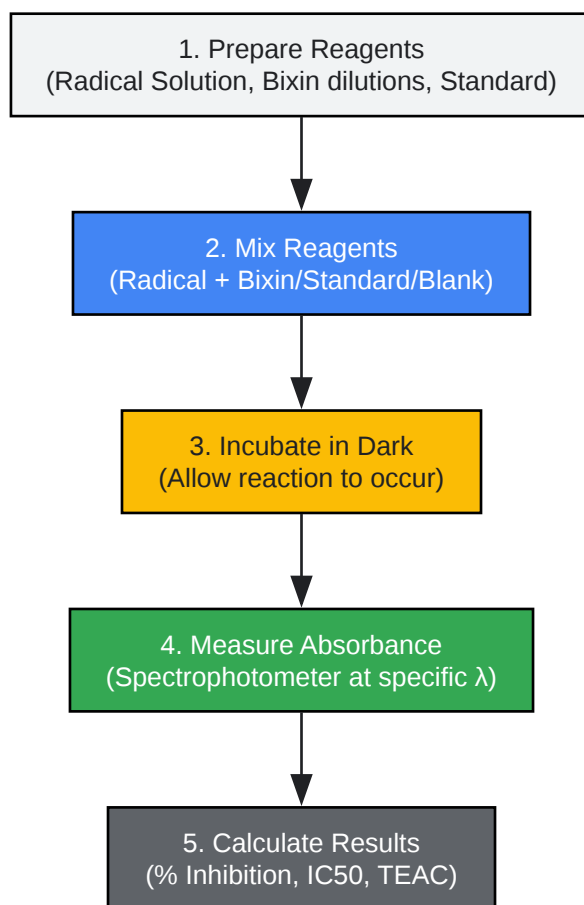 1. Prepare Reagents
(Radical Solution, Bixin dilutions, Standard)
2. Mix Reagents
(Radical + Bixin/Standard/Blank)
3. Incubate in Dark
(Allow reaction to occur)
4. Measure Absorbance
(Spectrophotometer at specific λ)
5. Calculate Results
(% Inhibition, IC50, TEAC)